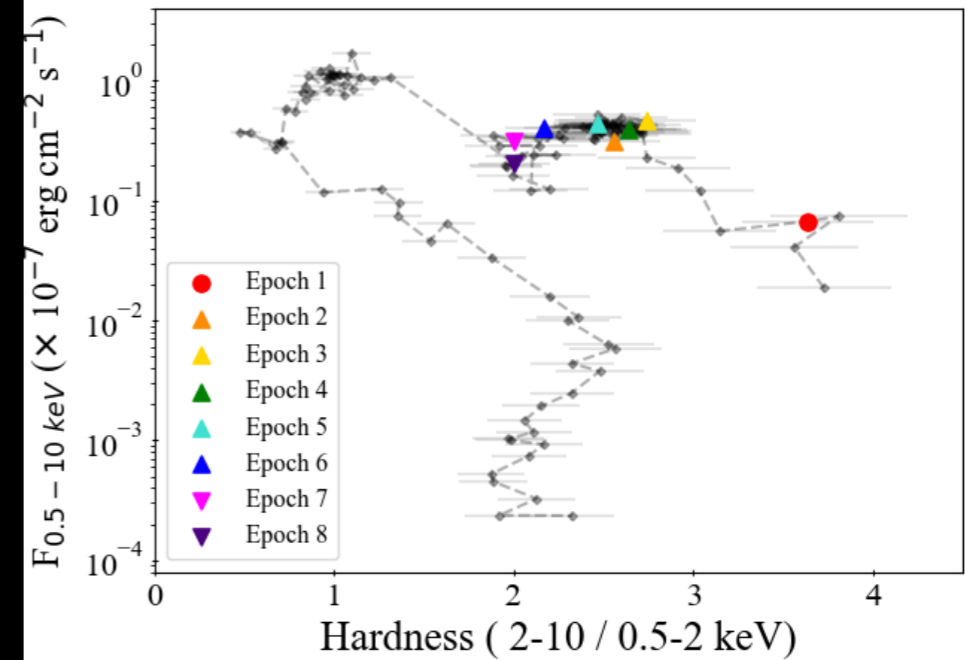 F0.5 – 10 keV (× 10−7 erg cm−2 s−1)
10^0
10^−1
10^−2
10^−3
10^−4
Epoch 1
Epoch 2
Epoch 3
Epoch 4
Epoch 5
Epoch 6
Epoch 7
Epoch 8
0 1 2 3 4
Hardness ( 2-10 / 0.5-2 keV)